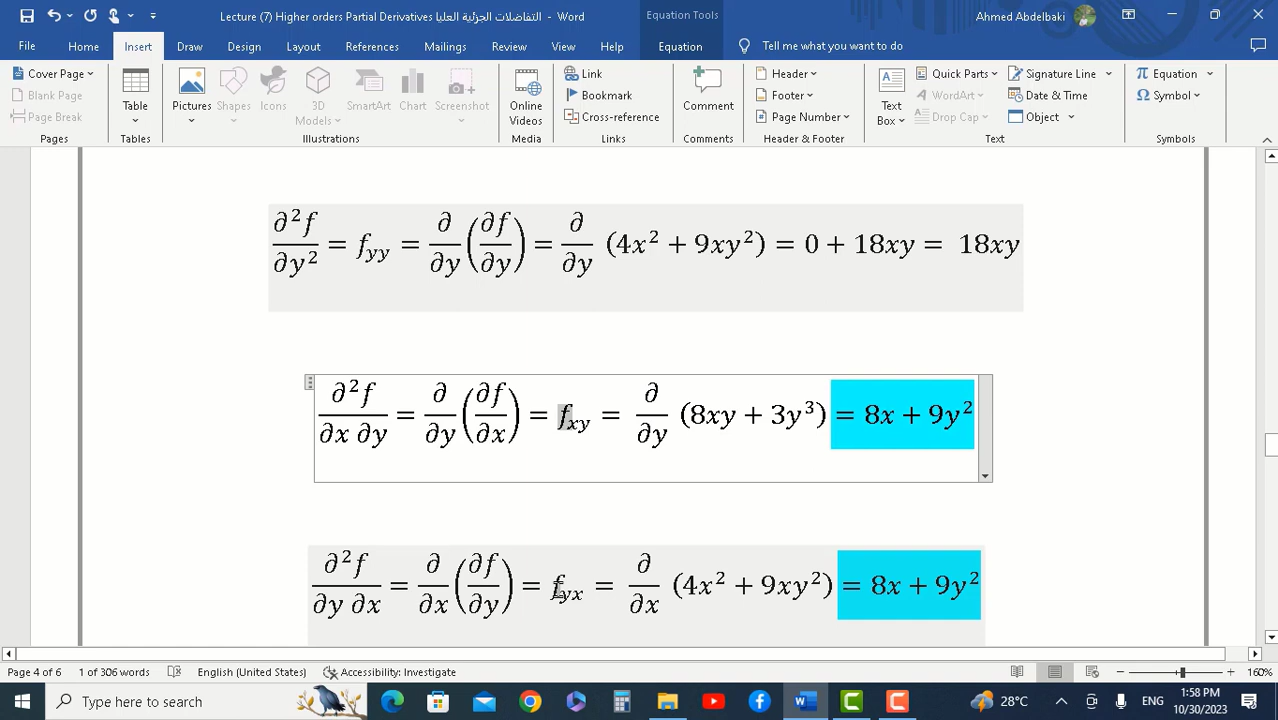 Lecture (7) Higher orders Partial Derivatives التفاضلات الجزئية العليا - Word
Equation Tools
Ahmed Abdelbaki
File Home Insert Draw Design Layout References Mailings Review View Help Equation Tell me what you want to do
Cover Page
Blank Page
Page Break
Pages
Table
Tables
Pictures
Shapes
Icons
3D Models
SmartArt
Chart
Screenshot
Illustrations
Online Videos
Media
Link
Bookmark
Cross-reference
Links
Comment
Comments
Header
Footer
Page Number
Header & Footer
Text Box
Quick Parts
WordArt
Drop Cap
Signature Line
Date & Time
Object
Text
π Equation
Ω Symbol
Symbols
∂²f/∂y² = f_yy = ∂/∂y (∂f/∂y) = ∂/∂y (4x² + 9xy²) = 0 + 18xy = 18xy
∂²f/∂x ∂y = ∂/∂y (∂f/∂x) = f_xy = ∂/∂y (8xy + 3y³) = 8x + 9y²
∂²f/∂y ∂x = ∂/∂x (∂f/∂y) = f_yx = ∂/∂x (4x² + 9xy²) = 8x + 9y²
Page 4 of 6 1 of 306 words English (United States) Accessibility: Investigate 160%
Type here to search
28°C ENG 1:58 PM
10/30/2023